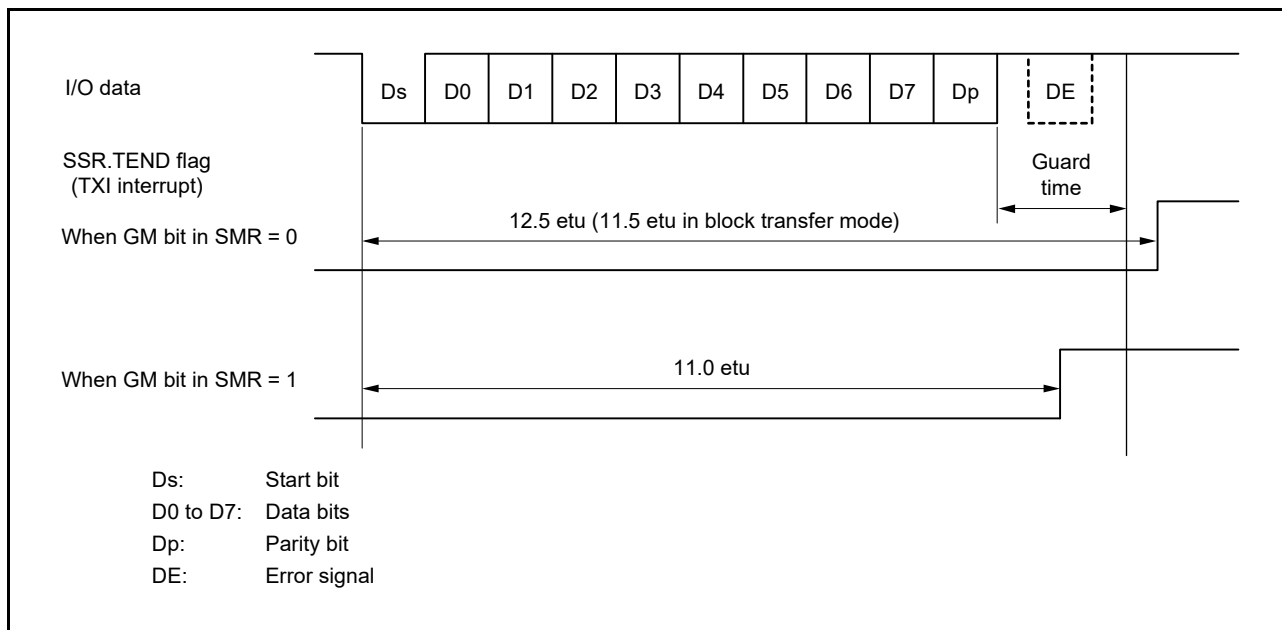 I/O data
Ds D0 D1 D2 D3 D4 D5 D6 D7 Dp DE
SSR.TEND flag
(TXI interrupt)
Guard
time
When GM bit in SMR = 0
12.5 etu (11.5 etu in block transfer mode)
When GM bit in SMR = 1
11.0 etu
Ds: Start bit
D0 to D7: Data bits
Dp: Parity bit
DE: Error signal